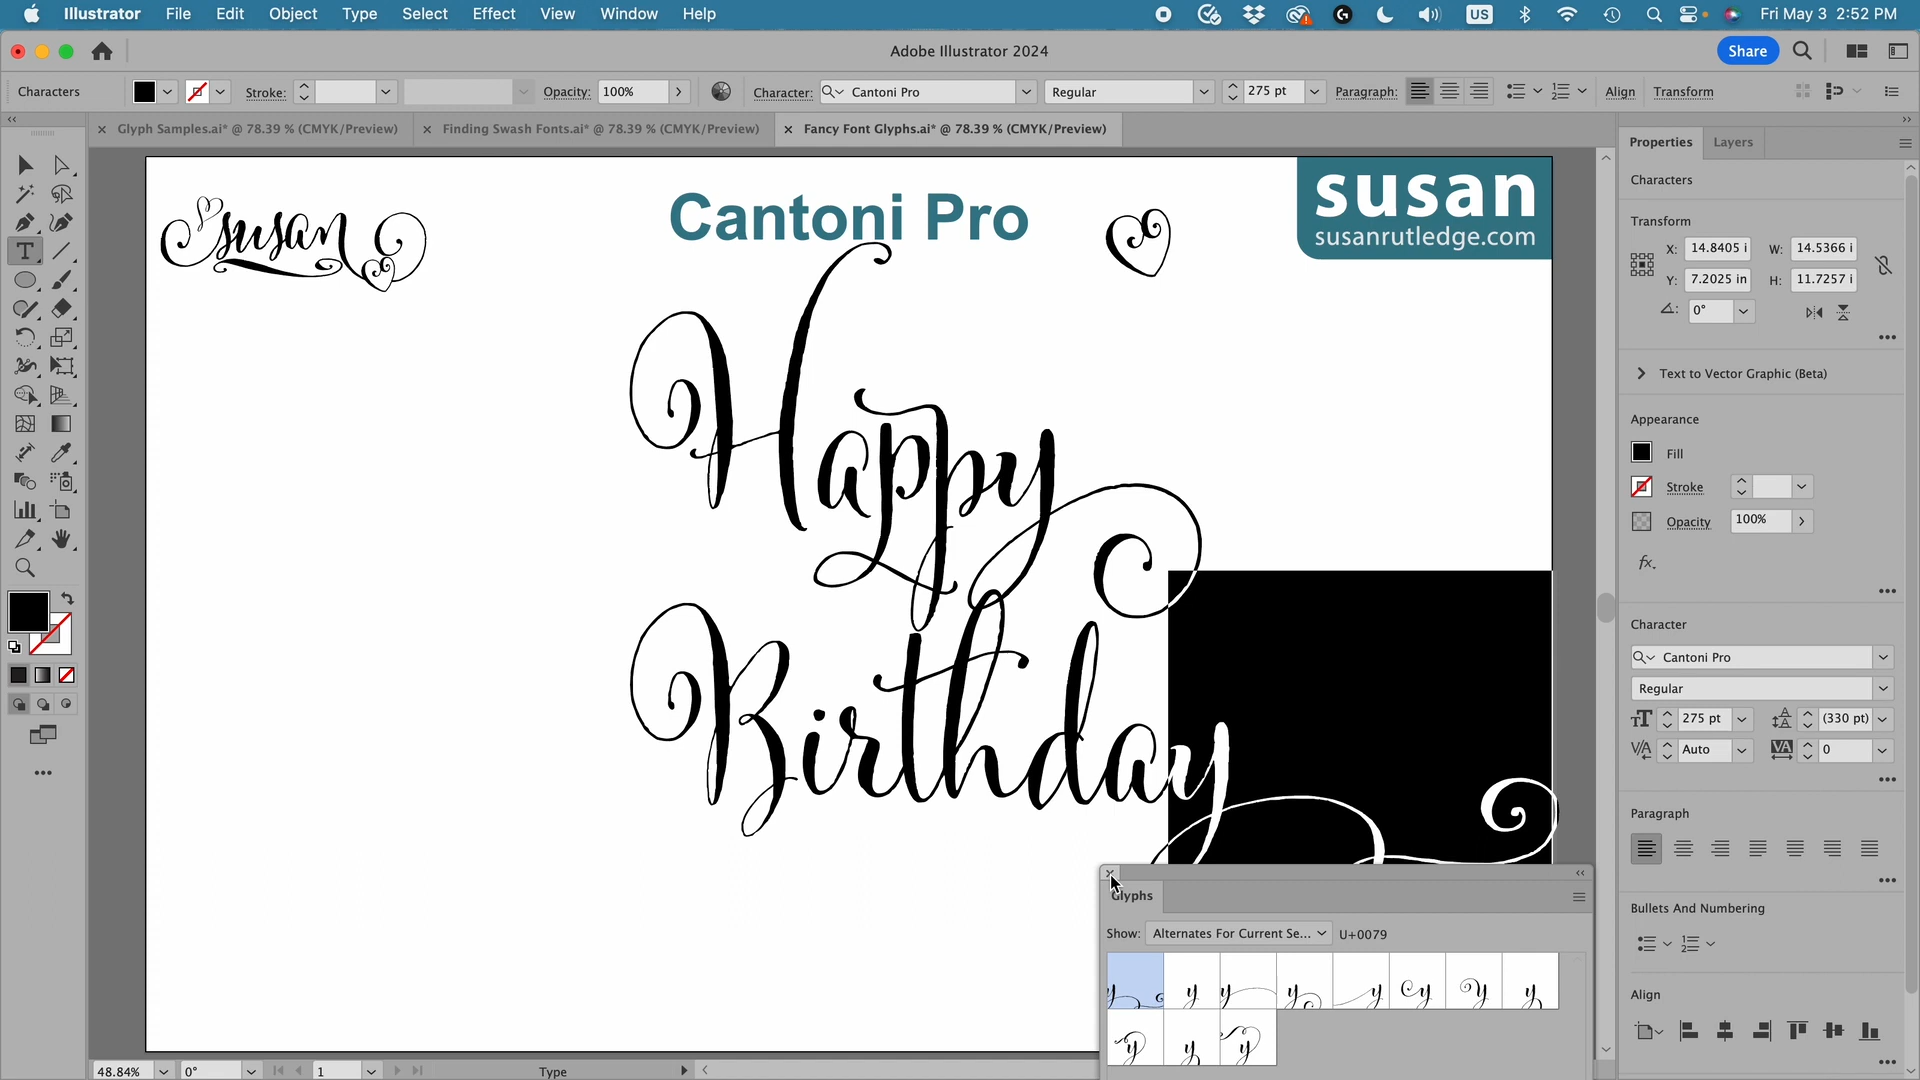 Illustrator File Edit Object Type Select Effect View Window Help US Fri May 3 2:52 PM
Adobe Illustrator 2024 Share
Characters Stroke: Opacity: 100% Character: Cantoni Pro Regular 275 pt Paragraph: Align Transform
Glyph Samples.ai* @ 78.39 % (CMYK/Preview) Finding Swash Fonts.ai* @ 78.39 % (CMYK/Preview) Fancy Font Glyphs.ai* @ 78.39 % (CMYK/Preview)
susan
Cantoni Pro
susan
susanrutledge.com
Happy
Birthday
Glyphs
Show: Alternates For Current Se... U+0079
y y y y y y y y
y y y
48.84% 0° 1 Type
Properties Layers
Characters
Transform
X: 14.8405 i W: 14.5366 i
Y: 7.2025 in H: 11.7257 i
0°
Text to Vector Graphic (Beta)
Appearance
Fill
Stroke
Opacity 100%
fx.
Character
Cantoni Pro
Regular
275 pt (330 pt)
Auto 0
Paragraph
Bullets And Numbering
Align